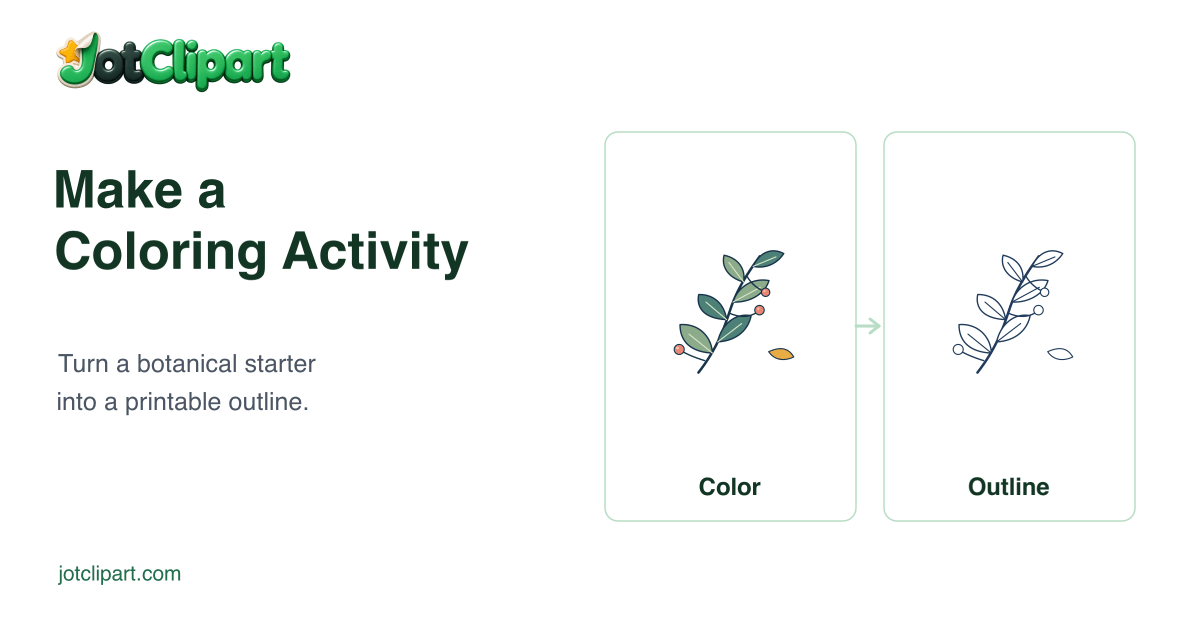 JotClipart
Make a
Coloring Activity
Turn a botanical starter
into a printable outline.
Color
Outline
jotclipart.com